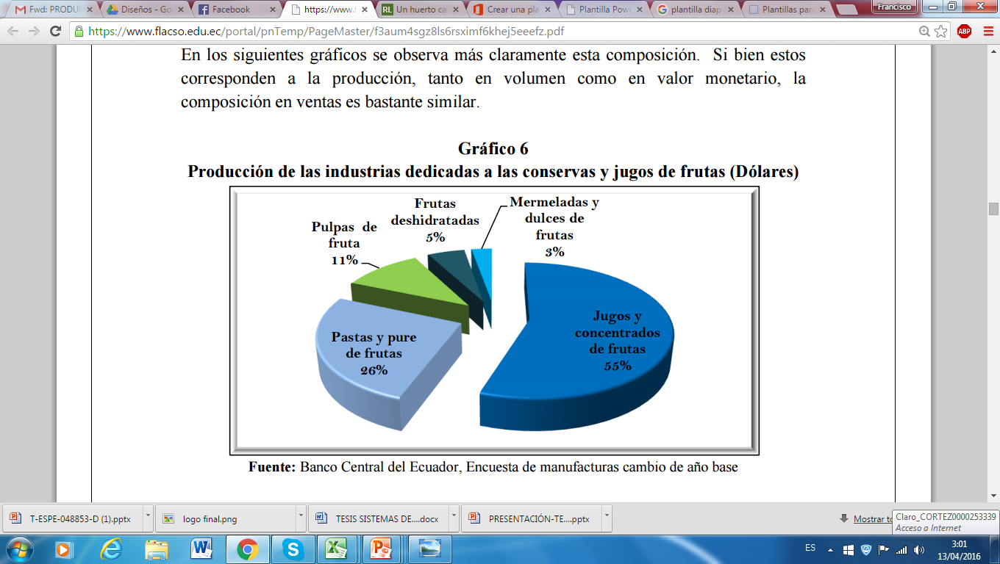 Fwd: PRODUC
Diseños - Go
Facebook
https://www.f
Un huerto ca
Crear una pla
Plantilla Pow
plantilla diap
Plantillas para
Francisco
https://www.flacso.edu.ec/portal/pnTemp/PageMaster/f3aum4sgz8ls6rsximf6khej5eeefz.pdf
ABP
En los siguientes gráficos se observa más claramente esta composición. Si bien estos
corresponden a la producción, tanto en volumen como en valor monetario, la
composición en ventas es bastante similar.
Gráfico 6
Producción de las industrias dedicadas a las conservas y jugos de frutas (Dólares)
Frutas
deshidratadas
5%
Mermeladas y
dulces de
frutas
3%
Pulpas de
fruta
11%
Jugos y
concentrados
de frutas
55%
Pastas y pure
de frutas
26%
Fuente: Banco Central del Ecuador, Encuesta de manufacturas cambio de año base
T-ESPE-048853-D (1).pptx
logo final.png
TESIS SISTEMAS DE....docx
PRESENTACIÓN-TE....pptx
Mostrar to
Claro_CORTEZ0000253339
Acceso a Internet
ES
3:01
13/04/2016